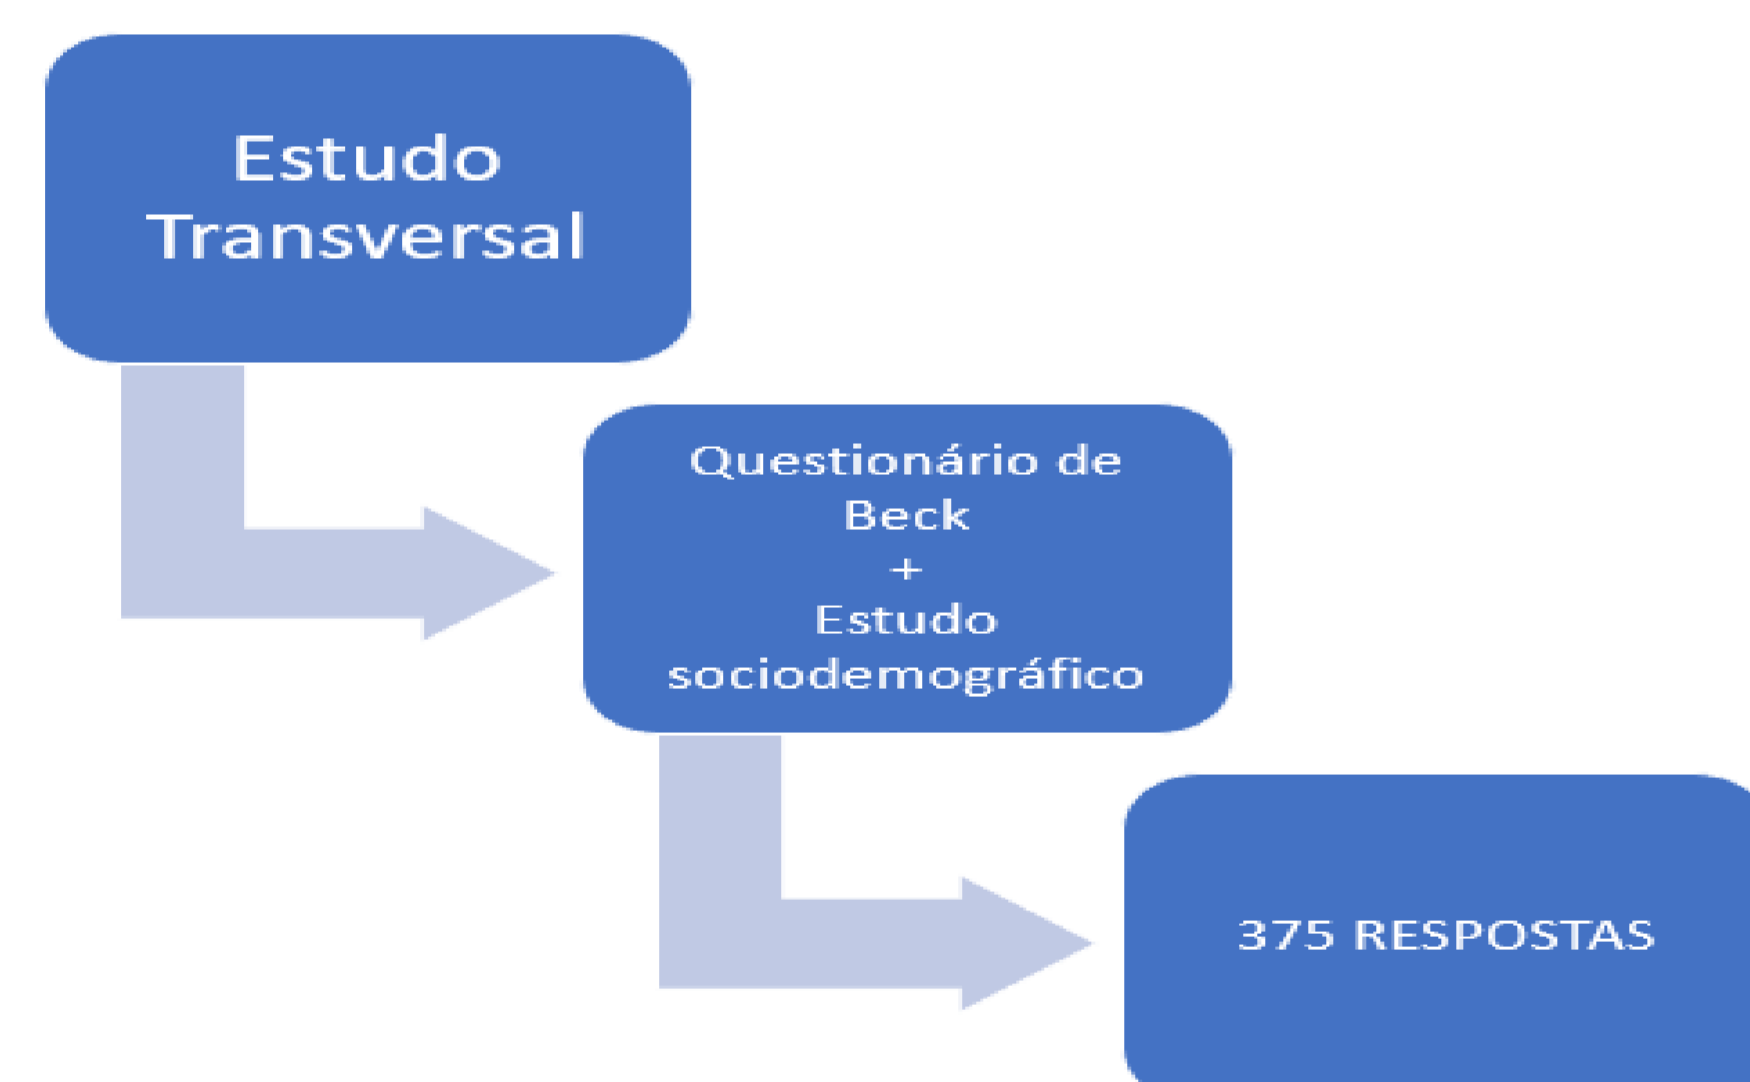 Estudo
Transversal
Questionário de
Beck
+
Estudo
sociodemográfico
375 RESPOSTAS